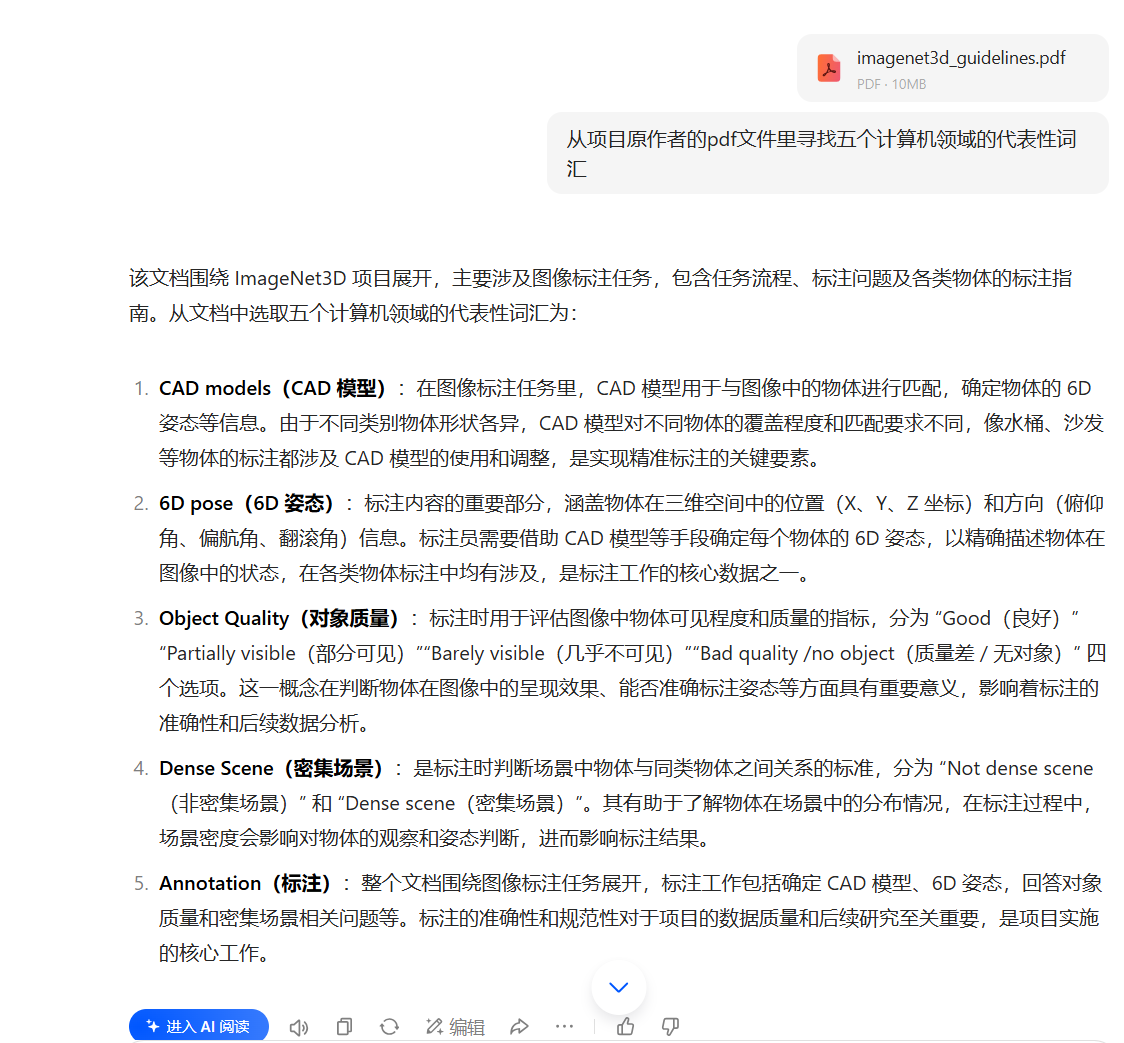 imagenet3d_guidelines.pdf
PDF · 10MB
从项目原作者的pdf文件里寻找五个计算机领域的代表性词
汇
该文档围绕 ImageNet3D 项目展开，主要涉及图像标注任务，包含任务流程、标注问题及各类物体的标注指
南。从文档中选取五个计算机领域的代表性词汇为：
1. CAD models（CAD 模型）：在图像标注任务里，CAD 模型用于与图像中的物体进行匹配，确定物体的 6D
姿态等信息。由于不同类别物体形状各异，CAD 模型对不同物体的覆盖程度和匹配要求不同，像水桶、沙发
等物体的标注都涉及 CAD 模型的使用和调整，是实现精准标注的关键要素。
2. 6D pose（6D 姿态）：标注内容的重要部分，涵盖物体在三维空间中的位置（X、Y、Z 坐标）和方向（俯仰
角、偏航角、翻滚角）信息。标注员需要借助 CAD 模型等手段确定每个物体的 6D 姿态，以精确描述物体在
图像中的状态，在各类物体标注中均有涉及，是标注工作的核心数据之一。
3. Object Quality（对象质量）：标注时用于评估图像中物体可见程度和质量的指标，分为 “Good（良好）”
“Partially visible（部分可见）”“Barely visible（几乎不可见）”“Bad quality /no object（质量差 / 无对象）” 四
个选项。这一概念在判断物体在图像中的呈现效果、能否准确标注姿态等方面具有重要意义，影响着标注的
准确性和后续数据分析。
4. Dense Scene（密集场景）：是标注时判断场景中物体与同类物体之间关系的标准，分为 “Not dense scene
（非密集场景）” 和 “Dense scene（密集场景）”。其有助于了解物体在场景中的分布情况，在标注过程中，
场景密度会影响对物体的观察和姿态判断，进而影响标注结果。
5. Annotation（标注）：整个文档围绕图像标注任务展开，标注工作包括确定 CAD 模型、6D 姿态，回答对象
质量和密集场景相关问题等。标注的准确性和规范性对于项目的数据质量和后续研究至关重要，是项目实施
的核心工作。
进入 AI 阅读 编辑